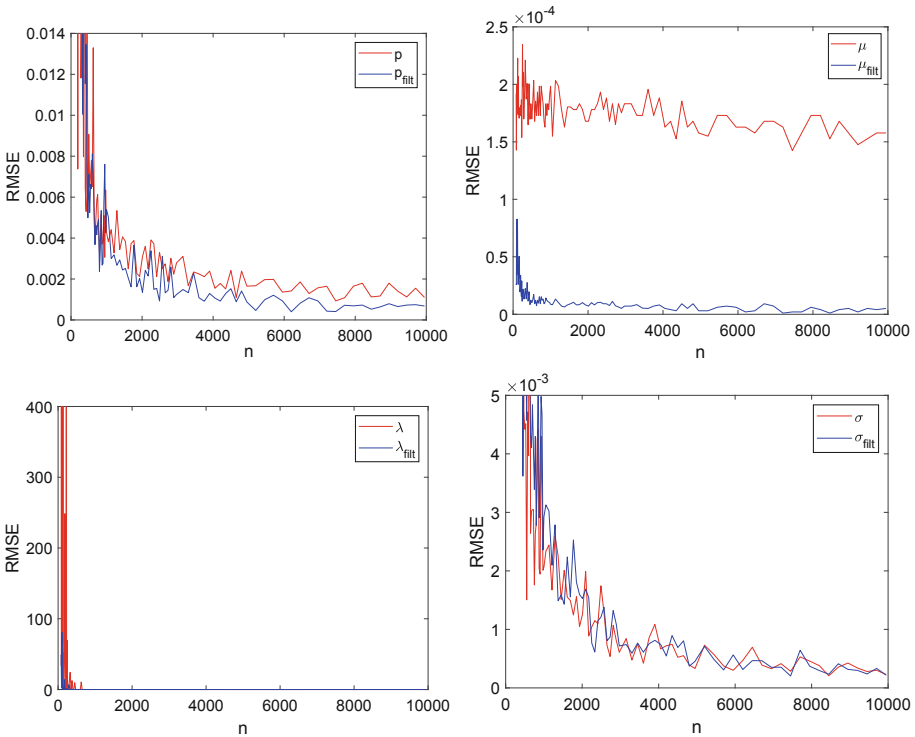 0.014
0.012
0.01
0.008
0.006
0.004
0.002
0
RMSE
0 2000 4000 6000 8000 10000
n
p
p_filt
×10^-4
2.5
2
1.5
1
0.5
0
RMSE
0 2000 4000 6000 8000 10000
n
μ
μ_filt
400
300
200
100
0
RMSE
0 2000 4000 6000 8000 10000
n
λ
λ_filt
×10^-3
5
4
3
2
1
0
RMSE
0 2000 4000 6000 8000 10000
n
σ
σ_filt